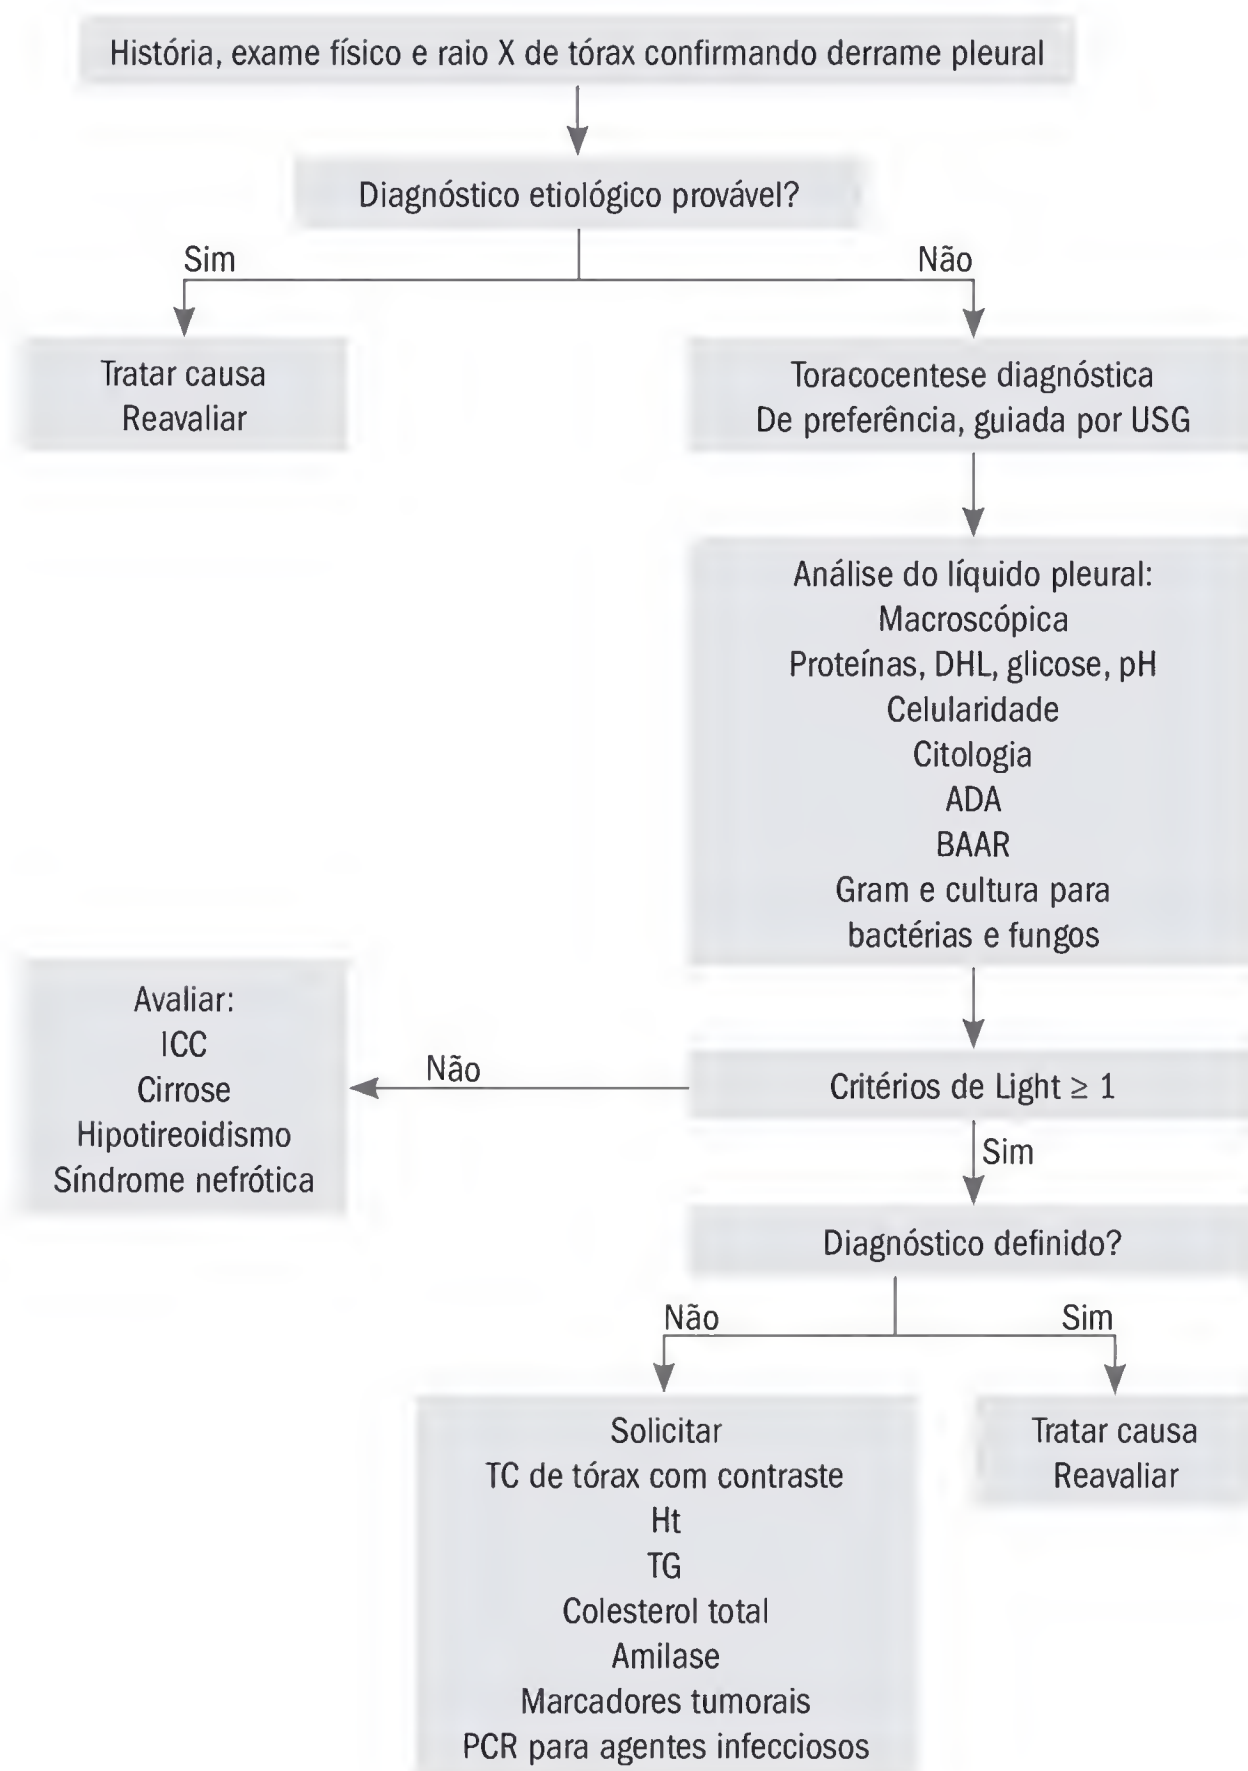 História, exame físico e raio X de tórax confirmando derrame pleural
Diagnóstico etiológico provável?
Sim
Não
Tratar causa
Reavaliar
Toracocentese diagnóstica
De preferência, guiada por USG
Análise do líquido pleural:
Macroscópica
Proteínas, DHL, glicose, pH
Celularidade
Citologia
ADA
BAAR
Gram e cultura para
bactérias e fungos
Critérios de Light ≥ 1
Não
Avaliar:
ICC
Cirrose
Hipotireoidismo
Síndrome nefrótica
Sim
Diagnóstico definido?
Não
Sim
Solicitar
TC de tórax com contraste
Ht
TG
Colesterol total
Amilase
Marcadores tumorais
PCR para agentes infecciosos
Tratar causa
Reavaliar